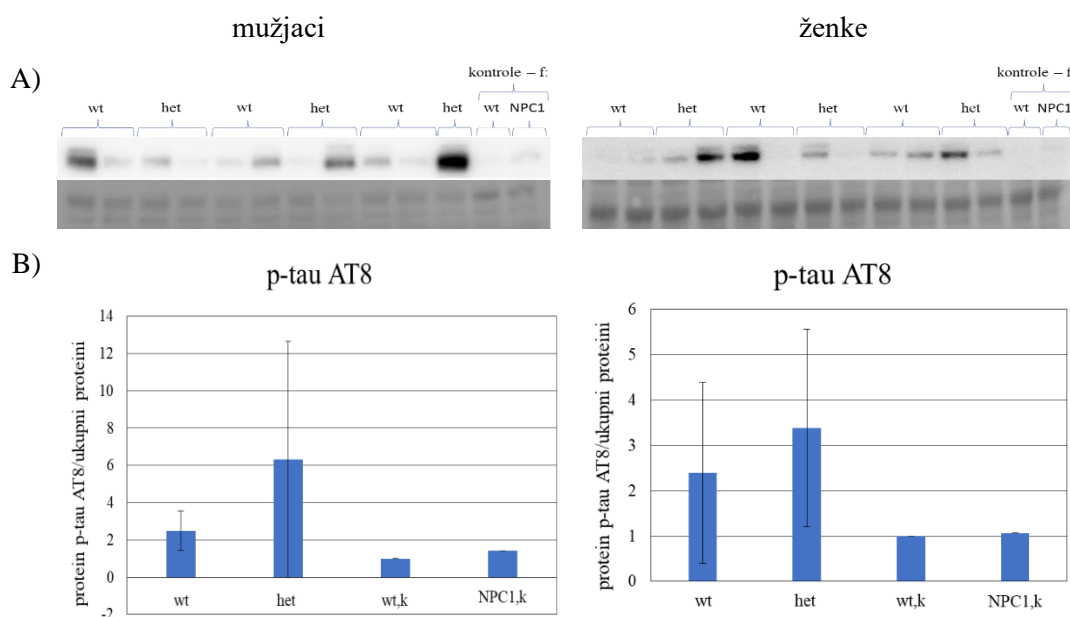 mužjaci
ženke
A)
kontrole – f:
wt
het
wt
het
wt
het
wt
NPC1
kontrole – f
wt
het
wt
het
wt
het
wt
NPC1
B)
p-tau AT8
protein p-tau AT8/ukupni proteini
14
12
10
8
6
4
2
0
-2
wt
het
wt,k
NPC1,k
p-tau AT8
protein p-tau AT8/ukupni proteini
6
5
4
3
2
1
0
wt
het
wt,k
NPC1,k